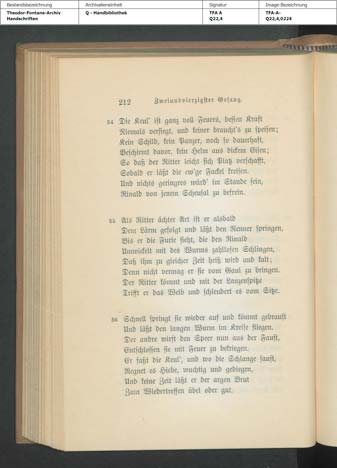 Bestandsbezeichnung
Archivalieneinheit
Signatur
Image-Bezeichnung
Theodor-Fontane-Archiv
Handschriften
Q - Handbibliothek
TFA A
Q22,4
TFA-A-
Q22,4,0228
212 Zweiundvierzigster Gesang.
54 Die Keul' ist ganz voll Feuers, dessen Kraft
Niemals versiegt, und keiner braucht's zu speisen;
Kein Schild, kein Panzer, noch so dauerhaft,
Beschirmt davor, kein Helm aus dickem Eisen;
So daß der Ritter leicht sich Platz verschafft,
Sobald er läßt die ew'ge Fackel kreisen.
Und nichts geringres würd' im Stande sein,
Rinald von jenem Scheusal zu befrein.
55 Als Ritter ächter Art ist er alsbald
Dem Lärm gefolgt und läßt den Renner springen,
Bis er die Furie sieht, die den Rinald
Umwickelt mit des Wurms zahllosen Schlingen,
Daß ihm zu gleicher Zeit heiß wird und kalt;
Denn nicht vermag er sie vom Gaul zu bringen.
Der Ritter kömmt und mit der Lanzenspitze
Trifft er das Weib und schleudert es vom Sitze.
56 Schnell springt sie wieder auf und kömmt gebraust
Und läßt den langen Wurm im Kreise fliegen.
Der andre wirft den Speer nun aus der Faust,
Entschlossen sie mit Feuer zu bekriegen.
Er faßt die Keul', und wo die Schlange saust,
Regnet es Hiebe, wuchtig und gediegen,
Und keine Zeit läßt er der argen Brut
Zum Wiedertreffen übel oder gut.